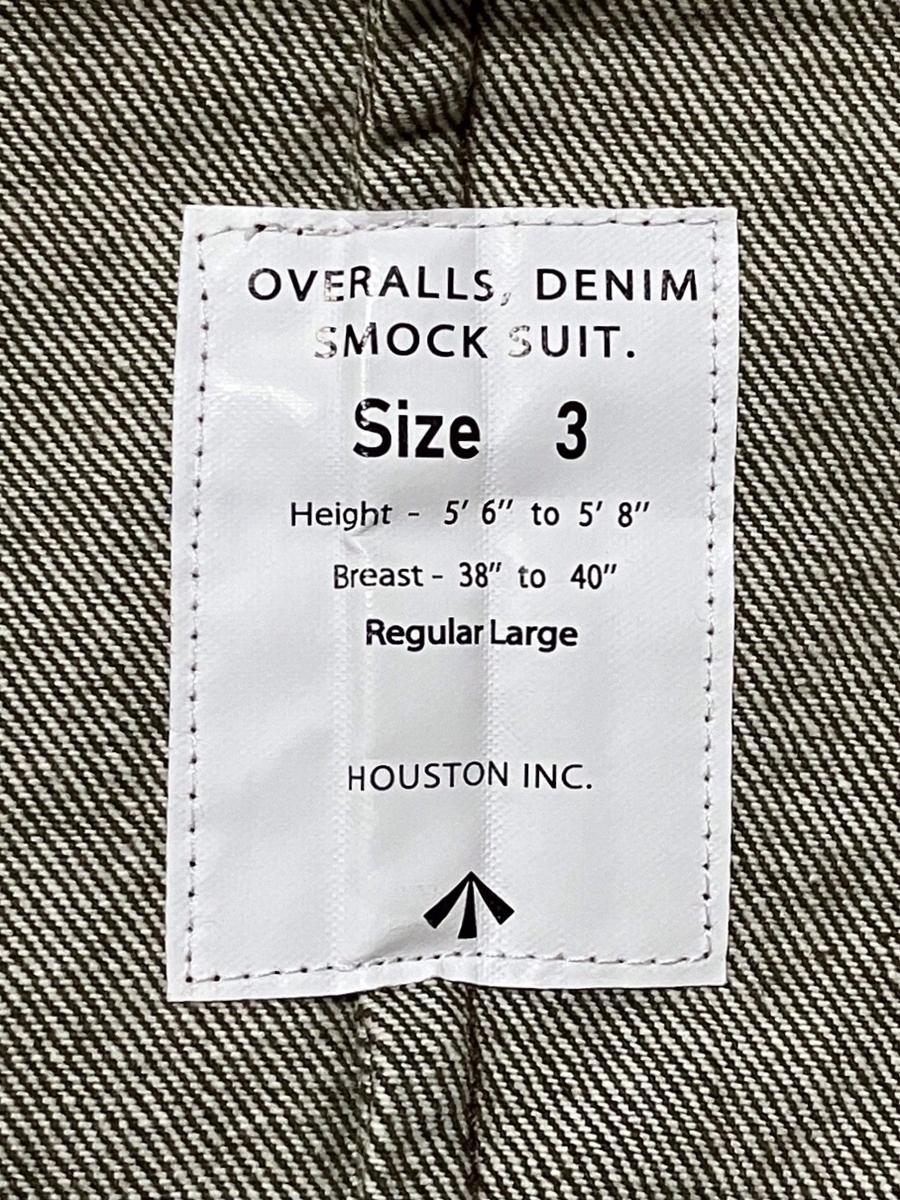 OVERALLS, DENIM
SMOCK SUIT.
Size 3
Height - 5' 6" to 5' 8"
Breast - 38" to 40"
Regular Large
HOUSTON INC.